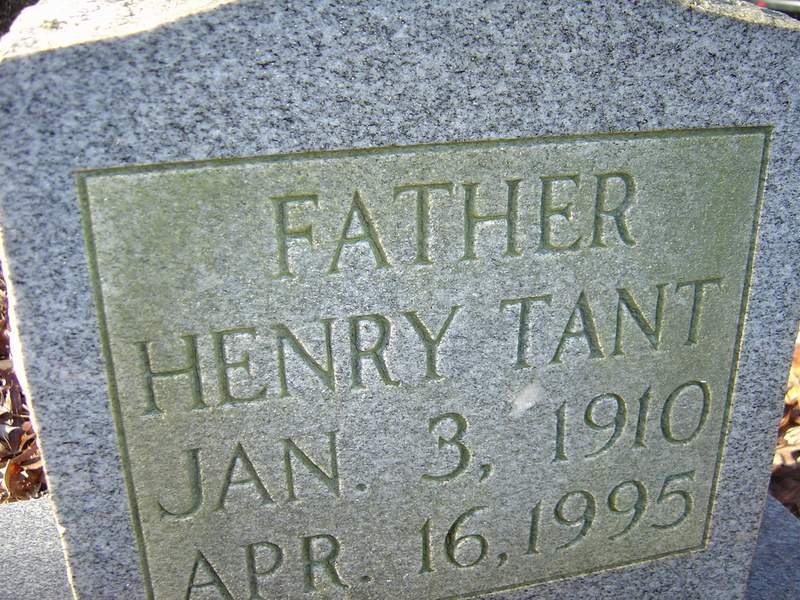 FATHER
HENRY TANT
JAN. 3, 1910
APR. 16, 1995